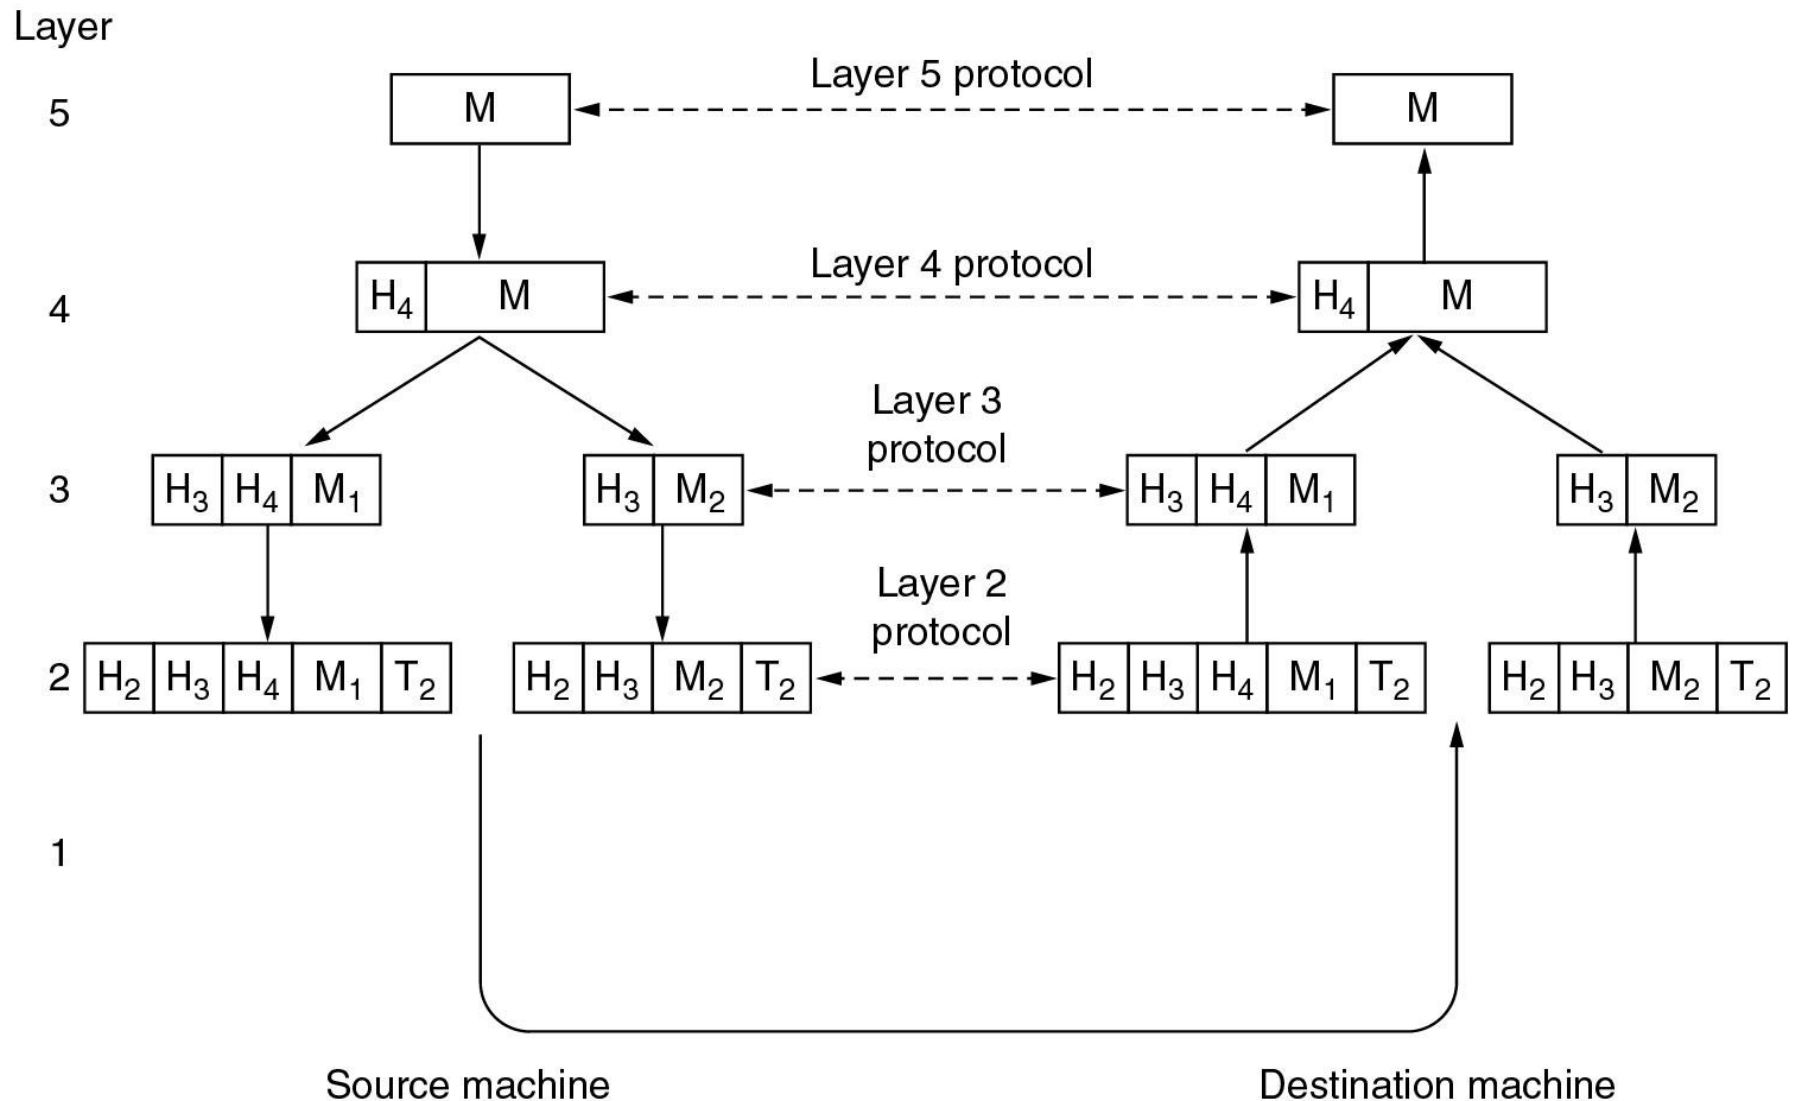 Layer
5 M Layer 5 protocol M
4 H₄ M Layer 4 protocol H₄ M
Layer 3
protocol
3 H₃ H₄ M₁ H₃ M₂ H₃ H₄ M₁ H₃ M₂
Layer 2
protocol
2 H₂ H₃ H₄ M₁ T₂ H₂ H₃ M₂ T₂ H₂ H₃ H₄ M₁ T₂ H₂ H₃ M₂ T₂
1
Source machine Destination machine